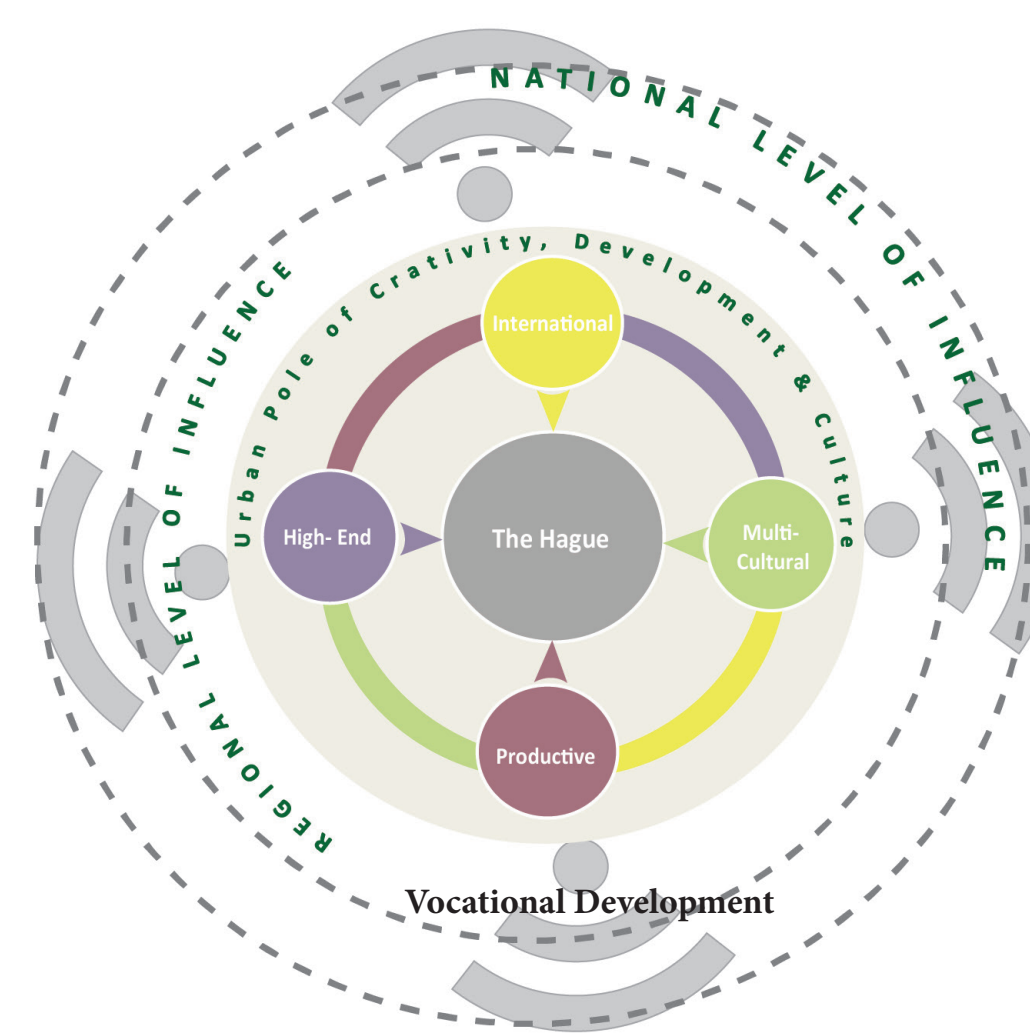 NATIONAL LEVEL OF INFLUENCE
REGIONAL LEVEL OF INFLUENCE
Urban Pole of Crativity, Development & Culture
International
High- End
The Hague
Multi-
Cultural
Productive
Vocational Development